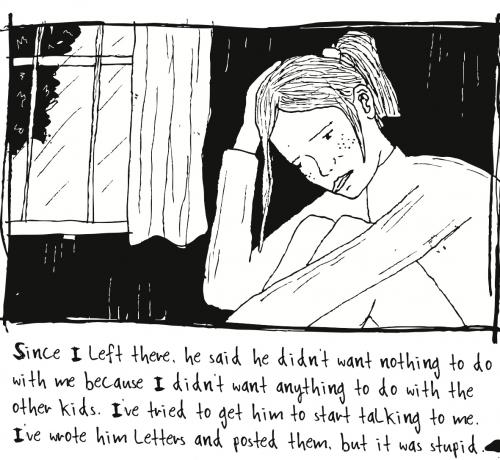 Since I Left there, he said he didn't want nothing to do
with me because I didn't want anything to do with the
other kids. I've tried to get him to start talking to me.
I've wrote him Letters and posted them, but it was stupid.